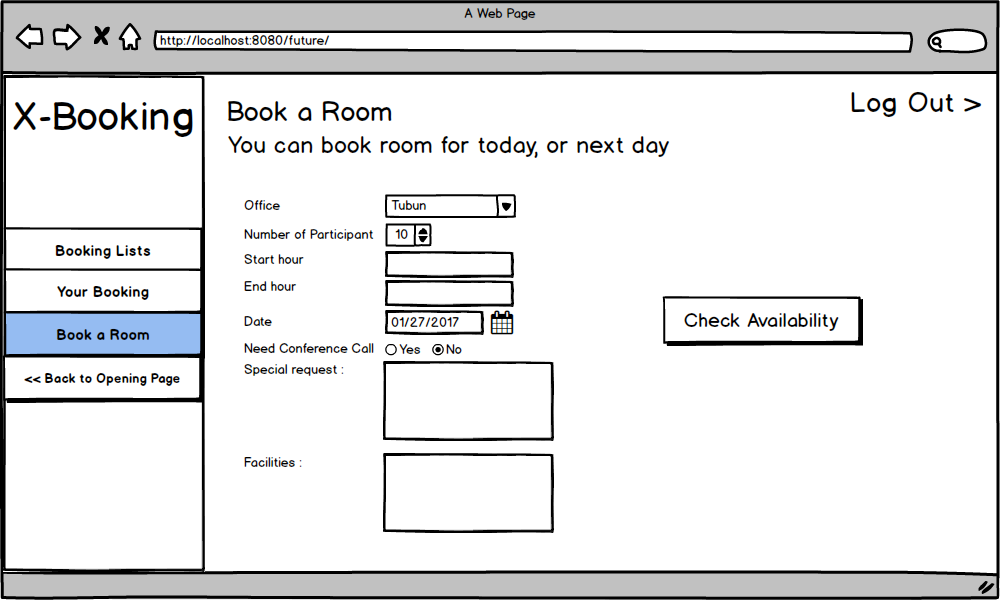 A Web Page
http://localhost:8080/future/
X-Booking
Booking Lists
Your Booking
Book a Room
<< Back to Opening Page
Log Out >
Book a Room
You can book room for today, or next day
Office Tubun
Number of Participant 10
Start hour
End hour
Date 01/27/2017
Need Conference Call Yes No
Special request :
Facilities :
Check Availability